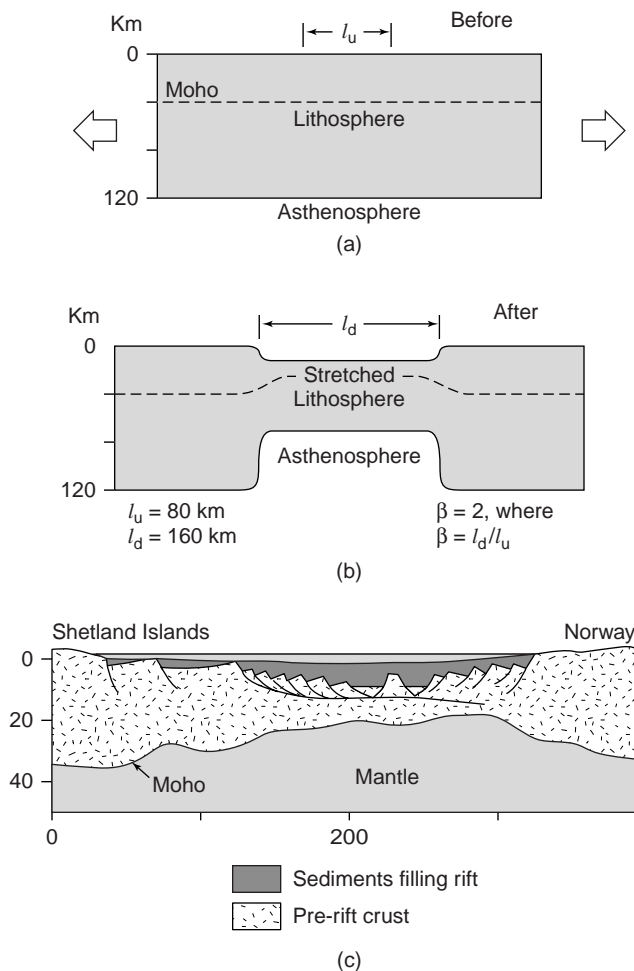 Km
l_u
Before
0
Moho
Lithosphere
120
Asthenosphere
(a)
Km
l_d
After
0
Stretched
Lithosphere
Asthenosphere
120
l_u = 80 km
l_d = 160 km
β = 2, where
β = l_d/l_u
(b)
Shetland Islands
Norway
0
20
40
Moho
Mantle
0
200
Sediments filling rift
Pre-rift crust
(c)